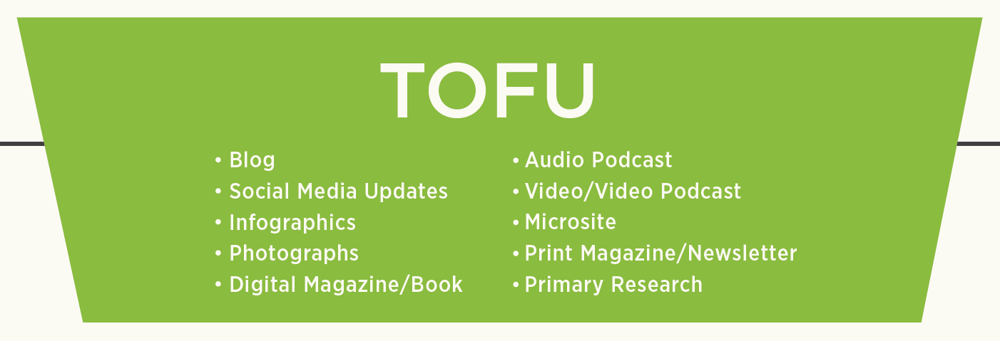 TOFU
• Blog
• Social Media Updates
• Infographics
• Photographs
• Digital Magazine/Book
• Audio Podcast
• Video/Video Podcast
• Microsite
• Print Magazine/Newsletter
• Primary Research